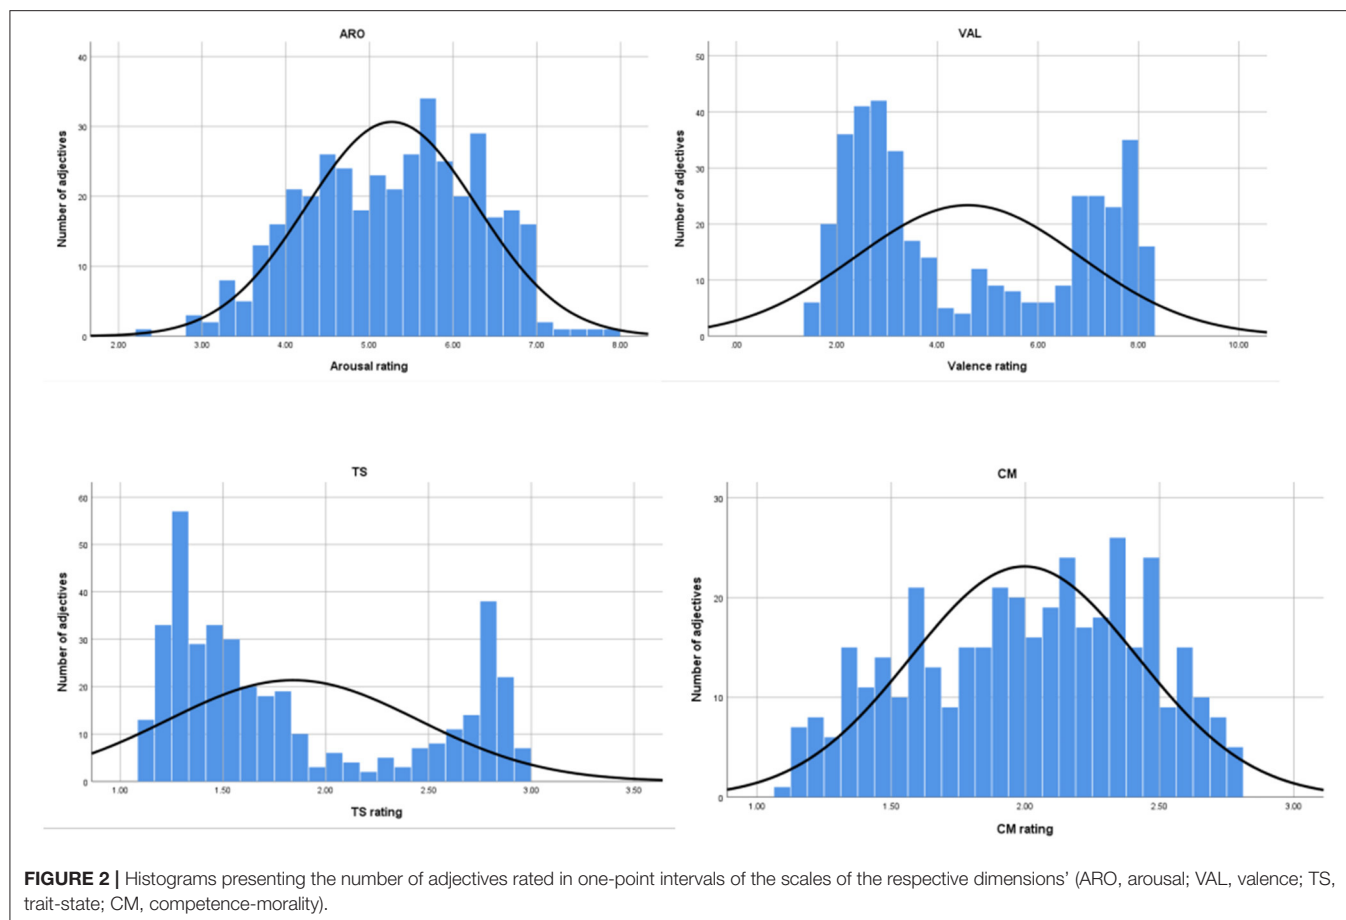 ARO
40
30
20
10
0
Number of adjectives
2.00 3.00 4.00 5.00 6.00 7.00 8.00
Arousal rating
VAL
50
40
30
20
10
0
Number of adjectives
.00 2.00 4.00 6.00 8.00 10.00
Valence rating
TS
60
50
40
30
20
10
0
Number of adjectives
1.00 1.50 2.00 2.50 3.00 3.50
TS rating
CM
30
20
10
0
Number of adjectives
1.00 1.50 2.00 2.50 3.00
CM rating
FIGURE 2 | Histograms presenting the number of adjectives rated in one-point intervals of the scales of the respective dimensions’ (ARO, arousal; VAL, valence; TS,
trait-state; CM, competence-morality).